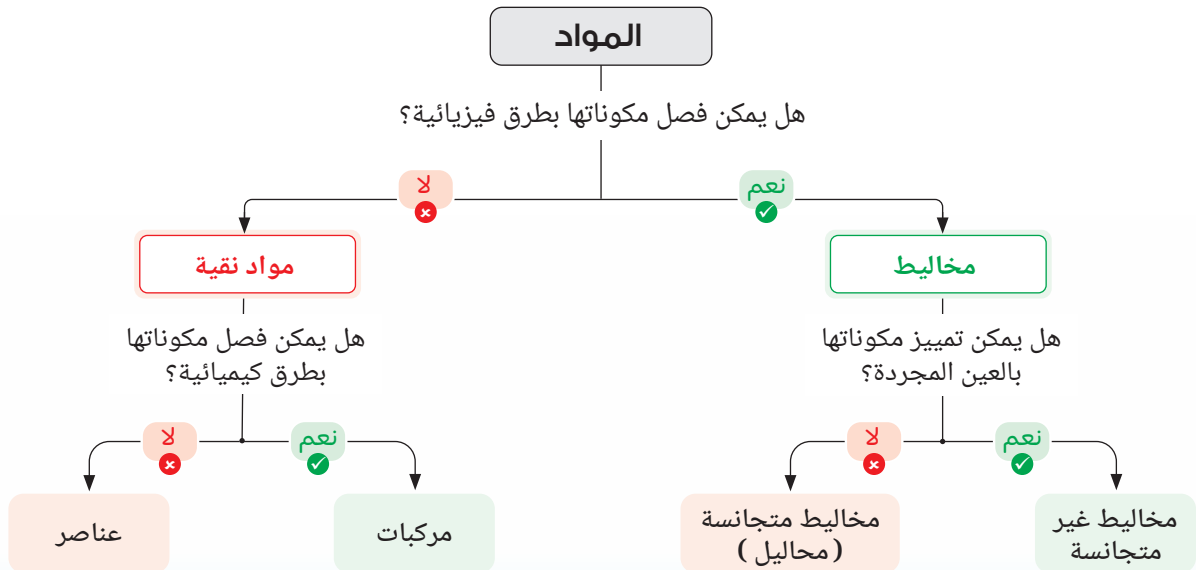 المواد
هل يمكن فصل مكوناتها بطرق فيزيائية؟
نعم
لا
مخاليط
مواد نقية
هل يمكن تمييز مكوناتها
بالعين المجردة؟
هل يمكن فصل مكوناتها
بطرق كيميائية؟
نعم
لا
نعم
لا
مخاليط غير
متجانسة
مخاليط متجانسة
( محاليل )
مركبات
عناصر